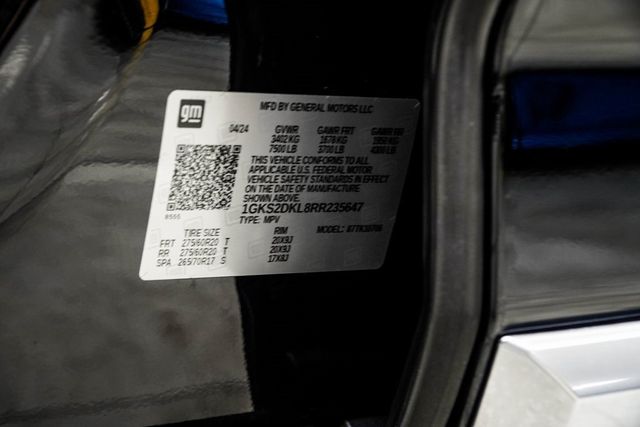 gm
MFD BY GENERAL MOTORS LLC
04/24 GVWR GAWR FRT GAWR RR
3402 KG 1678 KG 1950 KG
7500 LB 3700 LB 4300 LB
THIS VEHICLE CONFORMS TO ALL
APPLICABLE U.S. FEDERAL MOTOR
VEHICLE SAFETY STANDARDS IN EFFECT
ON THE DATE OF MANUFACTURE
SHOWN ABOVE.
1GKS2DKL8RR235647
8555 TYPE: MPV
TIRE SIZE RIM MODEL:
FRT 275/60R20 T 20X9J
RR 275/60R20 T 20X9J
SPA 265/70R17 S 17X8J